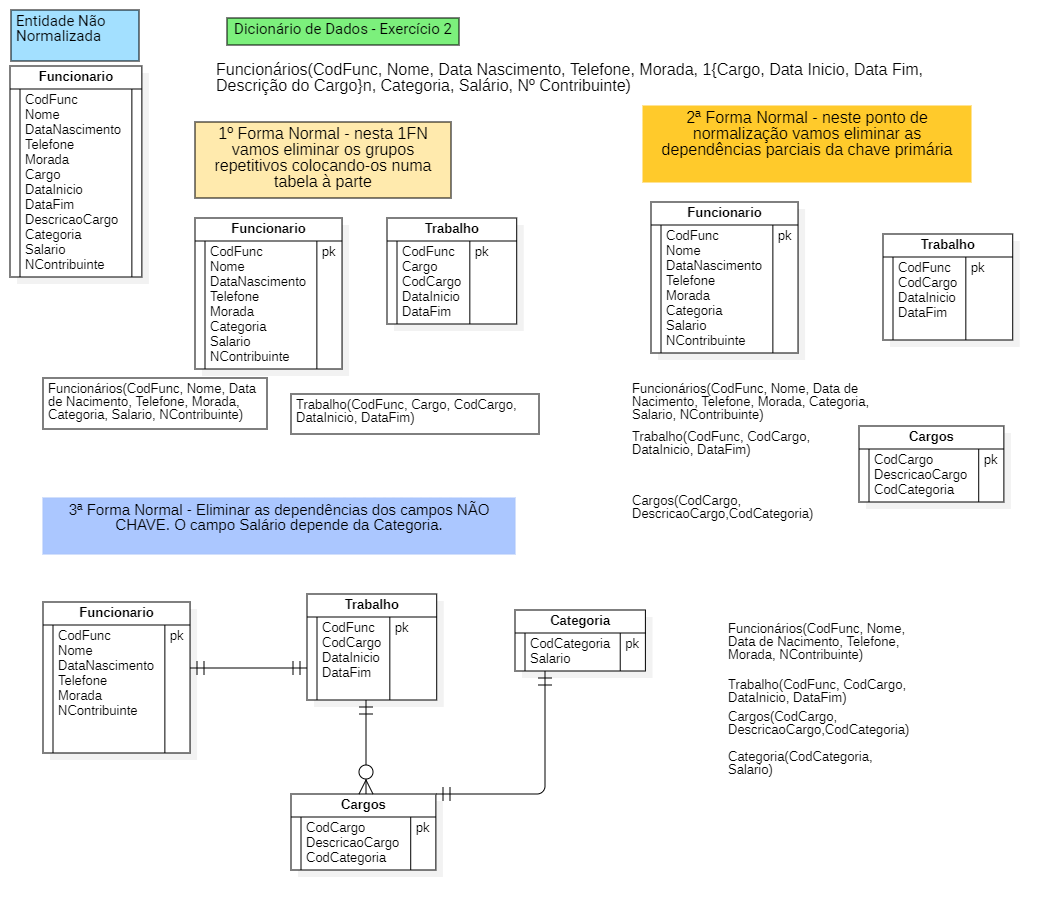 Entidade Não
Normalizada
Dicionário de Dados - Exercício 2
Funcionários(CodFunc, Nome, Data Nascimento, Telefone, Morada, 1{Cargo, Data Inicio, Data Fim,
Descrição do Cargo}n, Categoria, Salário, Nº Contribuinte)
Funcionario
CodFunc
Nome
DataNascimento
Telefone
Morada
Cargo
DataInicio
DataFim
DescricaoCargo
Categoria
Salario
NContribuinte
1º Forma Normal - nesta 1FN
vamos eliminar os grupos
repetitivos colocando-os numa
tabela à parte
Funcionario
CodFunc pk
Nome
DataNascimento
Telefone
Morada
Categoria
Salario
NContribuinte
Trabalho
CodFunc pk
Cargo
CodCargo
DataInicio
DataFim
Funcionários(CodFunc, Nome, Data
de Nacimento, Telefone, Morada,
Categoria, Salario, NContribuinte)
Trabalho(CodFunc, Cargo, CodCargo,
DataInicio, DataFim)
2ª Forma Normal - neste ponto de
normalização vamos eliminar as
dependências parciais da chave primária
Funcionario
CodFunc pk
Nome
DataNascimento
Telefone
Morada
Categoria
Salario
NContribuinte
Trabalho
CodFunc pk
CodCargo
DataInicio
DataFim
Funcionários(CodFunc, Nome, Data de
Nacimento, Telefone, Morada, Categoria,
Salario, NContribuinte)
Trabalho(CodFunc, CodCargo,
DataInicio, DataFim)
Cargos(CodCargo,
DescricaoCargo,CodCategoria)
Cargos
CodCargo pk
DescricaoCargo
CodCategoria
3ª Forma Normal - Eliminar as dependências dos campos NÃO
CHAVE. O campo Salário depende da Categoria.
Funcionario
CodFunc pk
Nome
DataNascimento
Telefone
Morada
NContribuinte
Trabalho
CodFunc pk
CodCargo
DataInicio
DataFim
Categoria
CodCategoria pk
Salario
Cargos
CodCargo pk
DescricaoCargo
CodCategoria
Funcionários(CodFunc, Nome,
Data de Nacimento, Telefone,
Morada, NContribuinte)
Trabalho(CodFunc, CodCargo,
DataInicio, DataFim)
Cargos(CodCargo,
DescricaoCargo,CodCategoria)
Categoria(CodCategoria,
Salario)